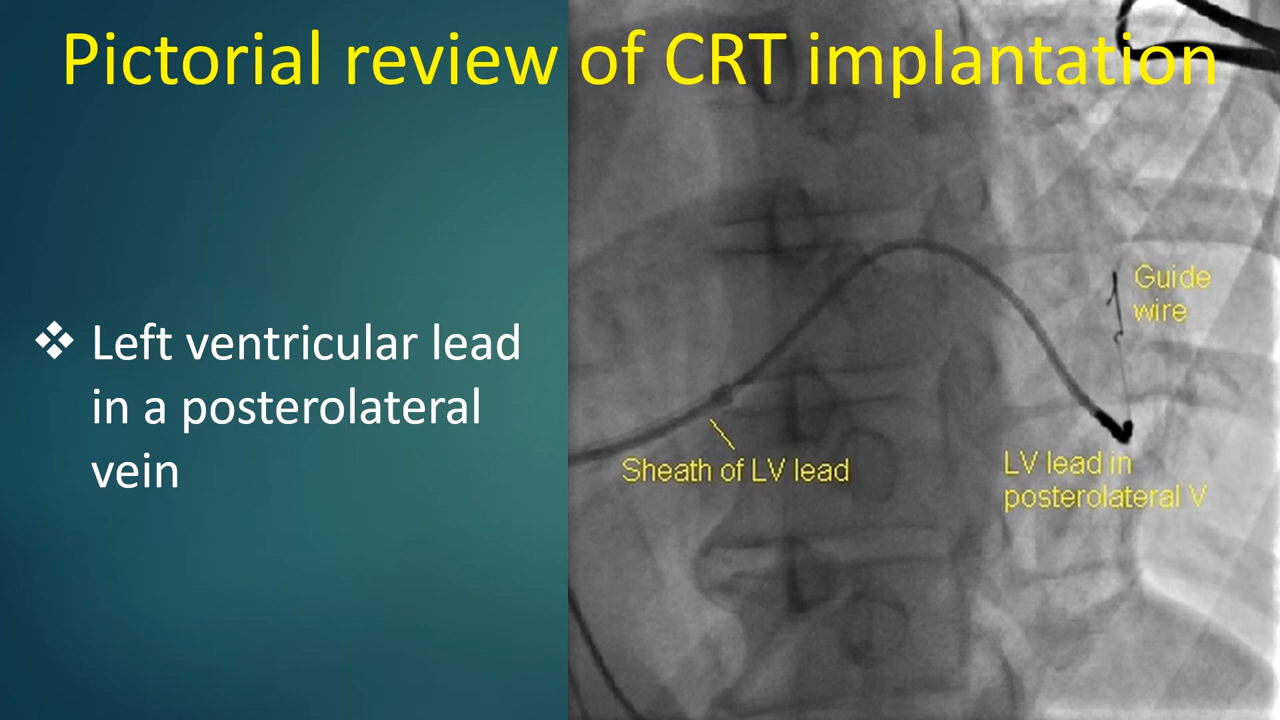 Pictorial review of CRT implantation
❖ Left ventricular lead
in a posterolateral
vein
Guide
wire
Sheath of LV lead
LV lead in
posterolateral V